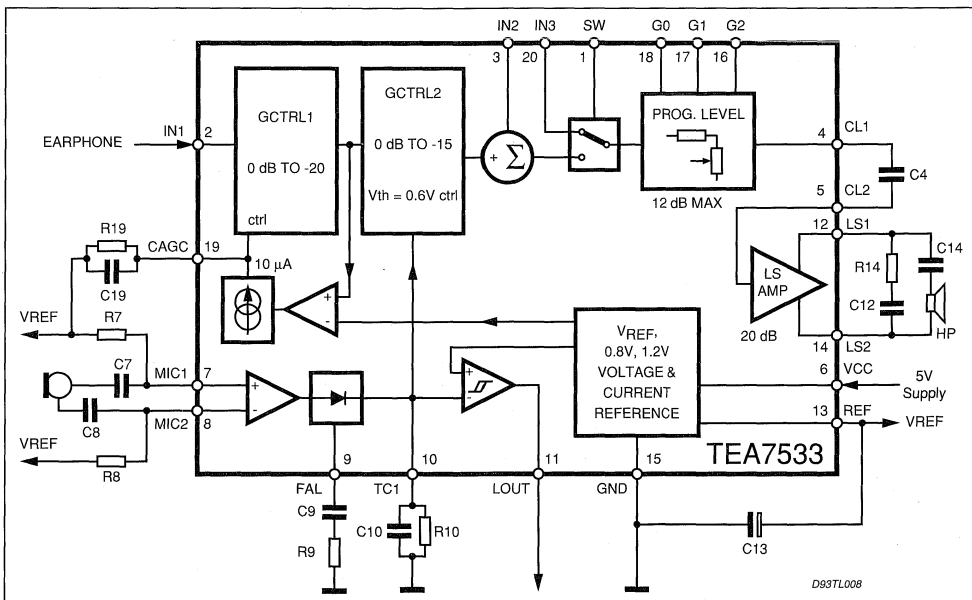 IN2 IN3 SW G0 G1 G2
3 20 1 18 17 16
GCTRL1
0 dB TO -20
ctrl
GCTRL2
0 dB TO -15
Vth = 0.6V ctrl
+ Σ
PROG. LEVEL
12 dB MAX
EARPHONE
IN1 2
4 CL1
C4
5 CL2
12 LS1
R19
CAGC 19
C19
10 µA
+
-
LS
AMP
20 dB
R14
C14
C12
HP
14 LS2
VREF
R7
C7
MIC1 7
+
-
C8
MIC2 8
VREF
R8
+
-
VREF,
0.8V, 1.2V
VOLTAGE &
CURRENT
REFERENCE
6 VCC
5V
Supply
13 REF
VREF
TEA7533
9 10 11 15
FAL TC1 LOUT GND
C9
R9
C10
R10
C13
D93TL008